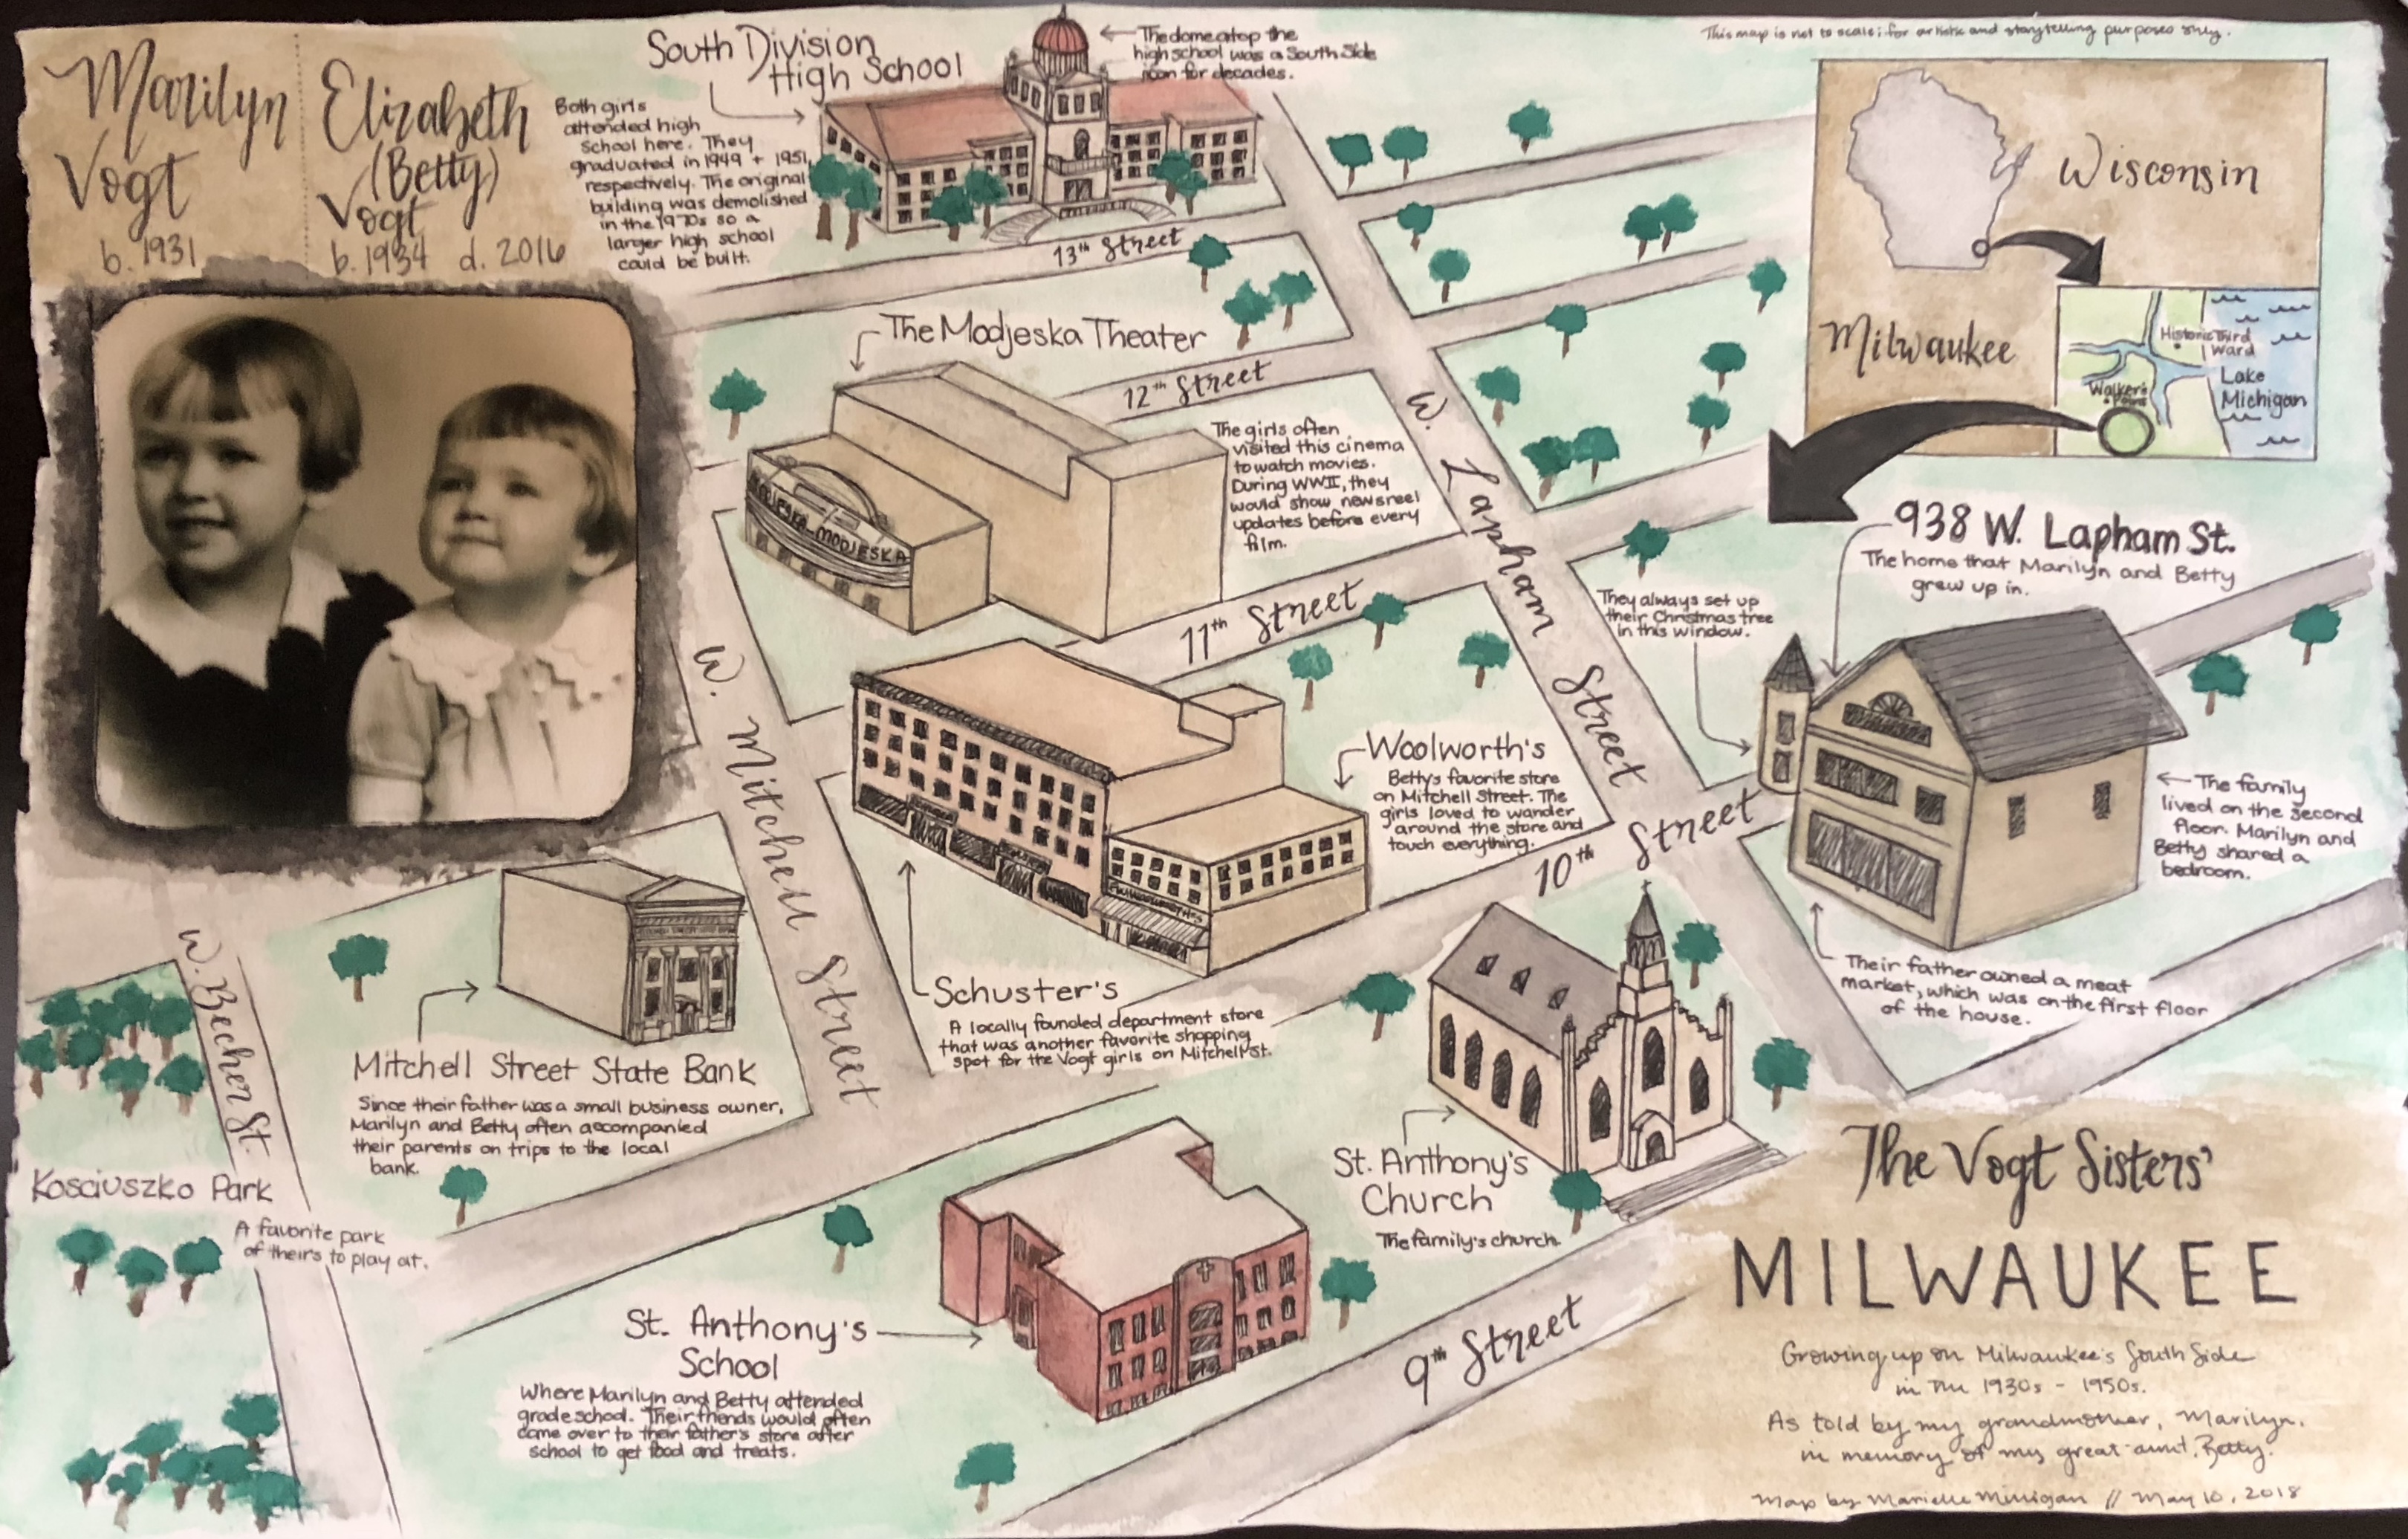 This map is not to scale; for artistic and storytelling purposes only.
Marilyn
Vogt
b. 1931
Elizabeth
(Betty)
Vogt
b. 1934 d. 2016
South Division
High School
The dome atop the
high school was a South Side
icon for decades.
Both girls
attended high
school here. They
graduated in 1949 + 1951,
respectively. The original
building was demolished
in the 1970s so a
larger high school
could be built.
13th Street
The Modjeska Theater
MODJESKA-MODJESKA
12th Street
The girls often
visited this cinema
to watch movies.
During WWII, they
would show newsreel
updates before every
film.
11th Street
W. Lapham Street
Wisconsin
Milwaukee
Historic Third
Ward
Walker's
Point
Lake
Michigan
938 W. Lapham St.
The home that Marilyn and Betty
grew up in.
They always set up
their Christmas tree
in this window.
The family
lived on the second
floor. Marilyn and
Betty shared a
bedroom.
Their father owned a meat
market, which was on the first floor
of the house.
W. Mitchell Street
Woolworth's
Betty's favorite store
on Mitchell Street. The
girls loved to wander
around the store and
touch everything.
10th Street
Schuster's
A locally founded department store
that was another favorite shopping
spot for the Vogt girls on Mitchell St.
Mitchell Street State Bank
Since their father was a small business owner,
Marilyn and Betty often accompanied
their parents on trips to the local
bank.
W. Becher St.
Kosciuszko Park
A favorite park
of theirs to play at.
St. Anthony's
Church
The family's church.
St. Anthony's
School
Where Marilyn and Betty attended
grade school. Their friends would often
come over to their father's store after
school to get food and treats.
9th Street
The Vogt Sisters'
MILWAUKEE
Growing up on Milwaukee's South Side
in the 1930s - 1950s.
As told by my grandmother, Marilyn,
in memory of my great-aunt, Betty.
Map by Marielle Milligan // May 10, 2018